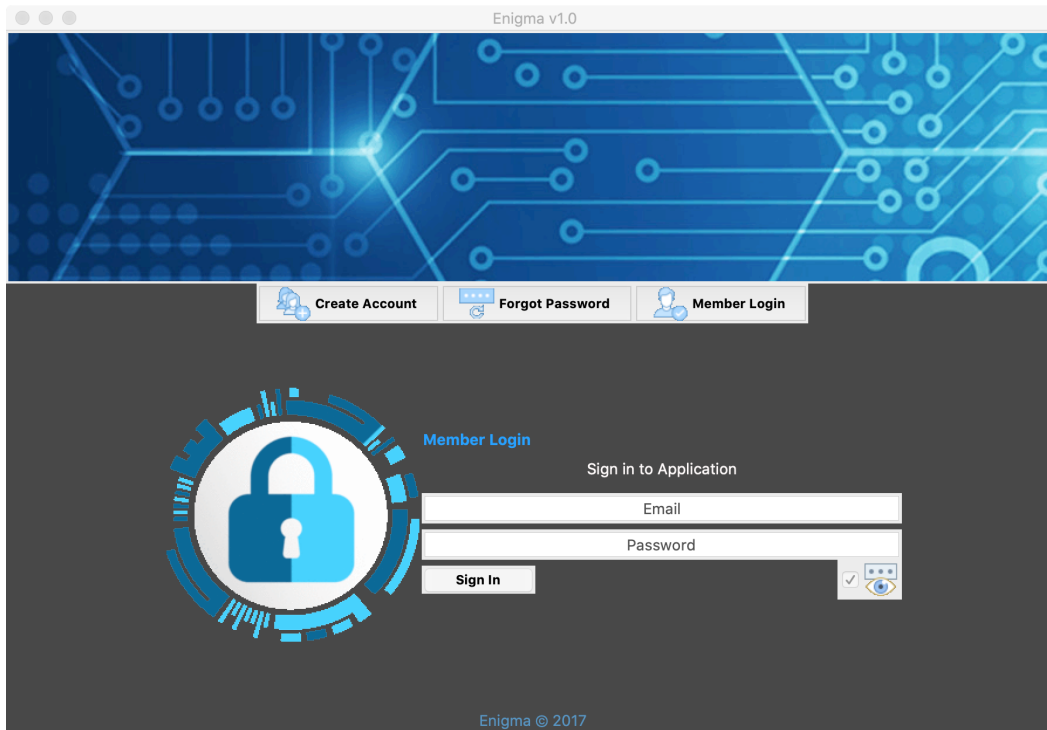 Enigma v1.0
Create Account
Forgot Password
Member Login
Member Login
Sign in to Application
Email
Password
Sign In
Enigma © 2017